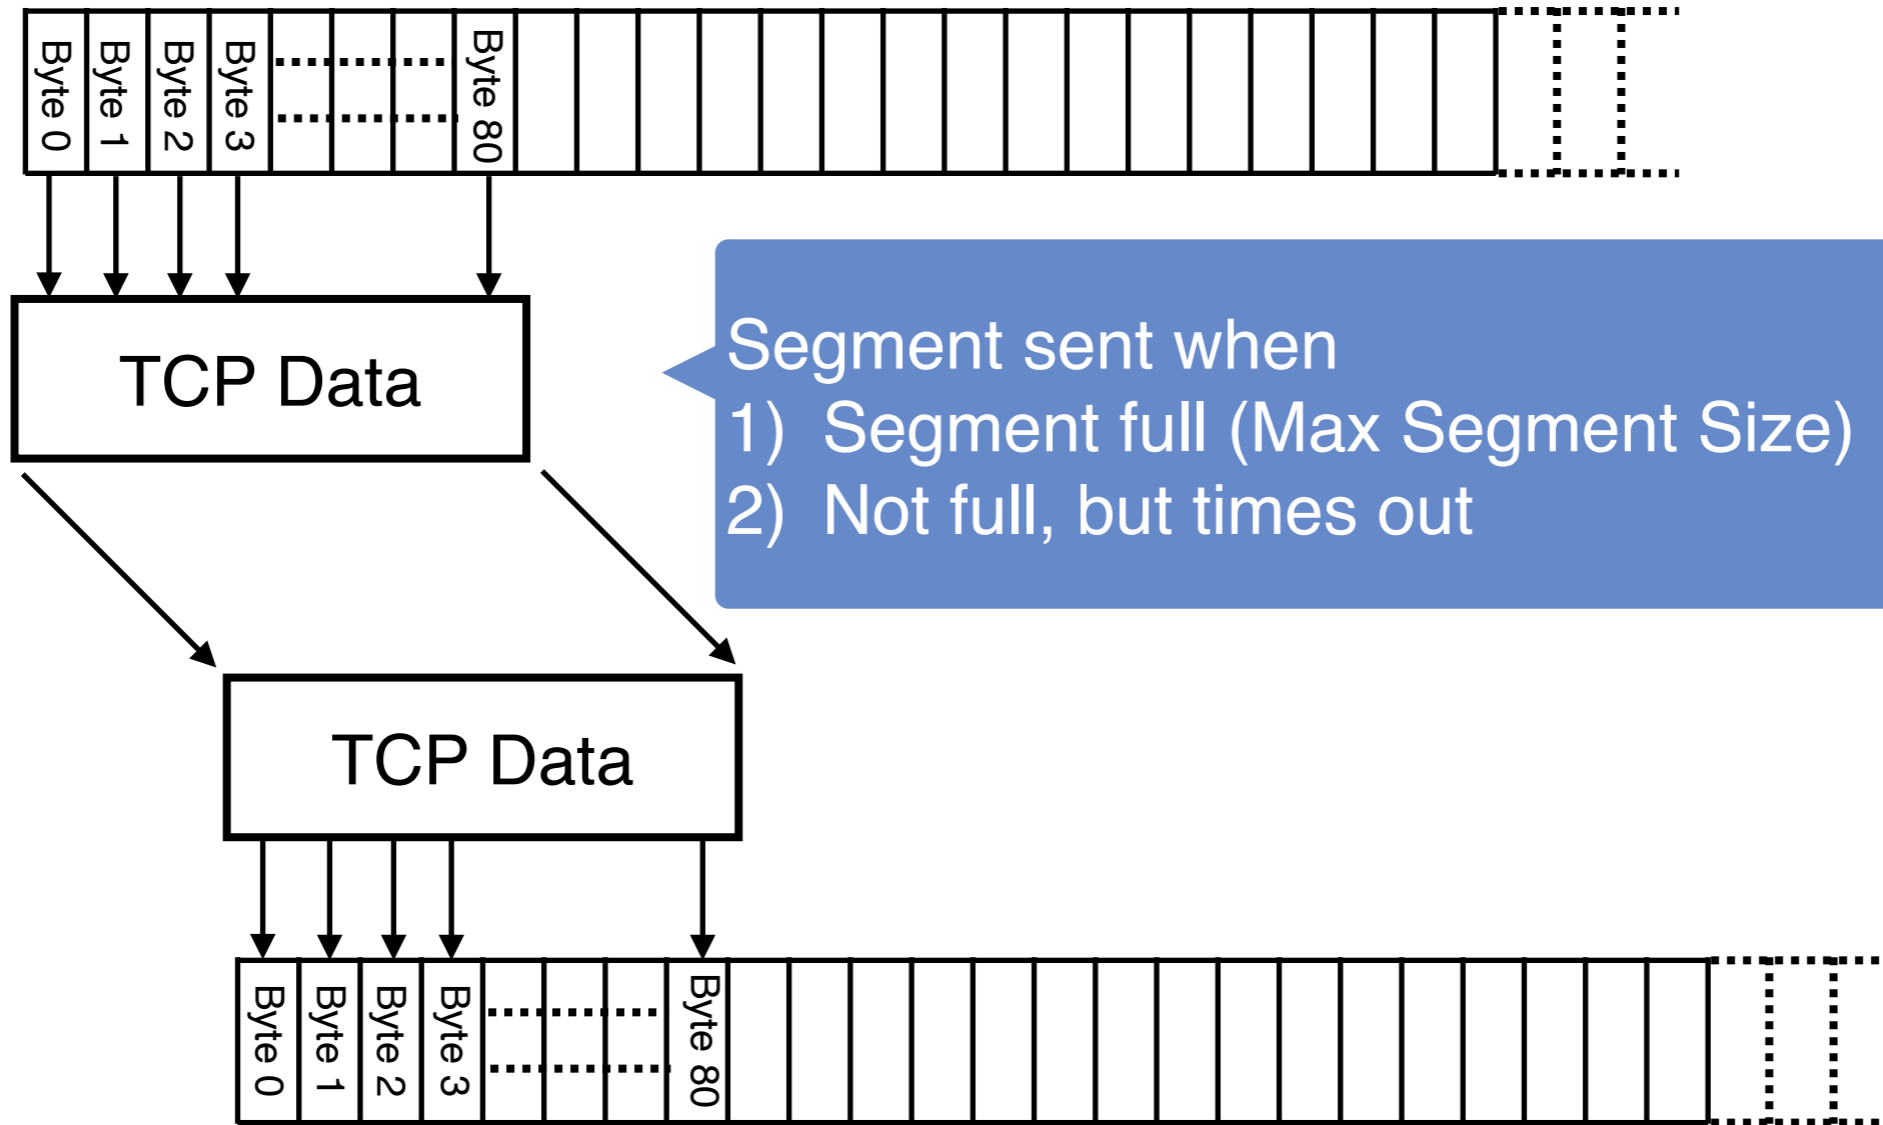 Byte 0
Byte 1
Byte 2
Byte 3
Byte 80
TCP Data
Segment sent when
1) Segment full (Max Segment Size)
2) Not full, but times out
TCP Data
Byte 0
Byte 1
Byte 2
Byte 3
Byte 80